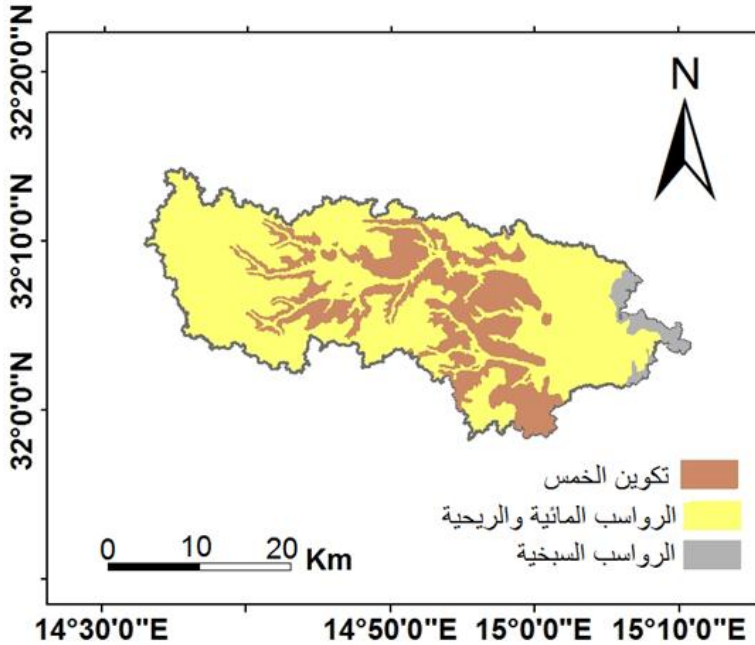 32°20'0"N
32°10'0"N
32°0'0"N
N
تكوين الخمس
الرواسب المائية والريحية
الرواسب السبخية
0 10 20 Km
14°30'0"E 14°50'0"E 15°0'0"E 15°10'0"E